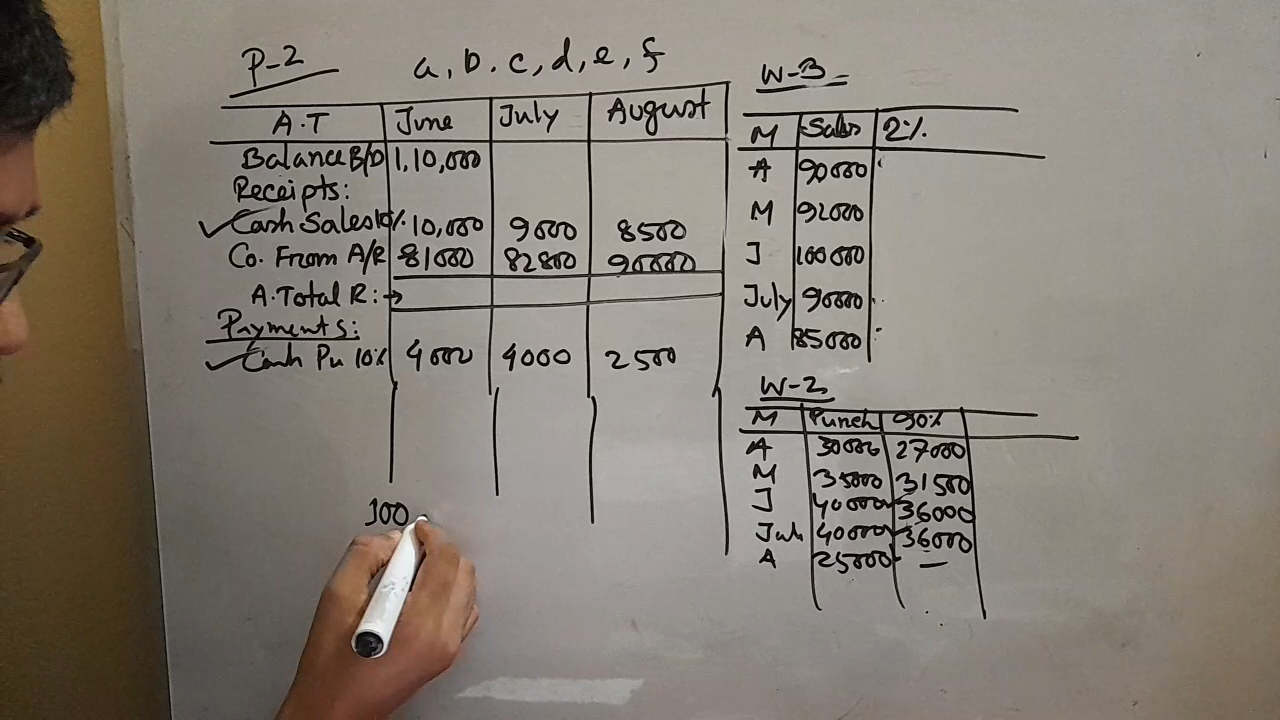 P-2
a, b. c, d, e, f
A.T June July August
Balance B/D 1,10,000
Receipts:
Cash Sales 10% 10,000 9000 8500
Co. From A/R 81000 82800 90000
A. Total R:→
Payments:
Cash Pu 10% 4000 4000 2500
100
W-3
M Sales 2%
A 90000
M 92000
J 100000
July 90000
A 85000
W-2
M Purch 90%
A 30000 27000
M 35000 31500
J 40000 36000
July 40000 36000
A 25000 —